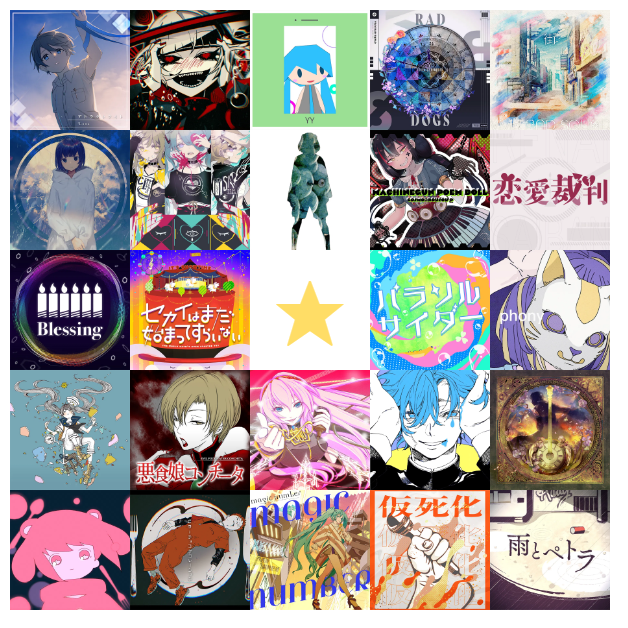 RAD
DOGS
YY
MACHINEGUN POEM DOLL
恋愛裁判
Blessing
セカイはまだ
始まってすらいない
パラソル
サイダー
phony
悪食娘コンチータ
magic number
magic
number
仮死化
雨とペトラ